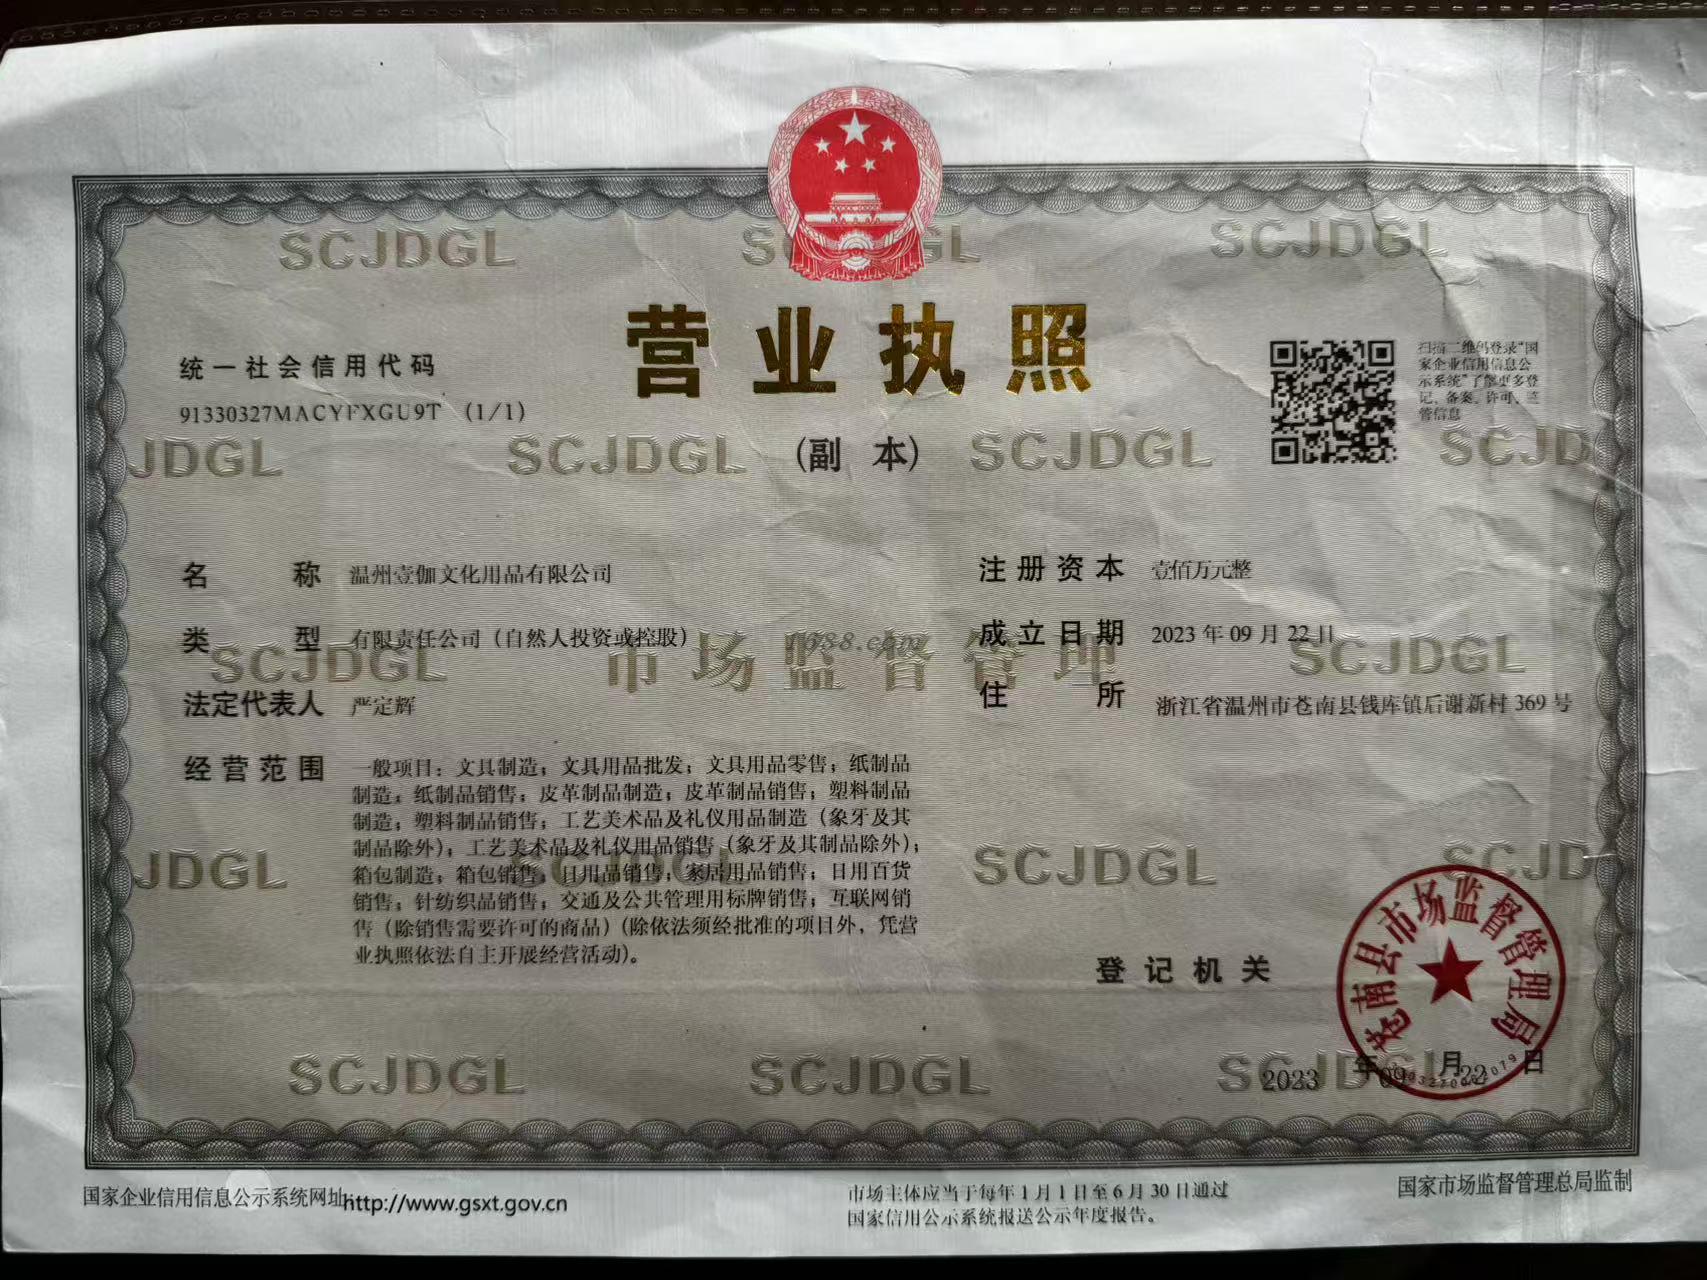 SCJDGL SCJDGL
营业执照
(副 本)
统一社会信用代码
91330327MACYFXGU9T (1/1)
扫描二维码登录“国
家企业信用信息公
示系统”了解更多登
记、备案、许可、监
管信息
JDGL SCJDGL SCJDGL SCJD
名 称 温州壹伽文化用品有限公司
类 型 有限责任公司（自然人投资或控股）
法定代表人 严定辉
经营范围 一般项目：文具制造；文具用品批发；文具用品零售；纸制品
制造；纸制品销售；皮革制品制造；皮革制品销售；塑料制品
制造；塑料制品销售；工艺美术品及礼仪用品制造（象牙及其
制品除外）；工艺美术品及礼仪用品销售（象牙及其制品除外）；
箱包制造；箱包销售；日用品销售；家居用品销售；日用百货
销售；针纺织品销售；交通及公共管理用标牌销售；互联网销
售（除销售需要许可的商品）(除依法须经批准的项目外，凭营
业执照依法自主开展经营活动)。
注册资本 壹佰万元整
成立日期 2023 年 09 月 22 日
住 所 浙江省温州市苍南县钱库镇后谢新村 369 号
SCJDGL 市场监督管理 SCJDGL
1688.com
JDGL SCJDGL SCJD
登记机关
苍南县市场监督管理局
2023 年 09 月 22 日
SCJDGL SCJDGL SCJDGL
国家企业信用信息公示系统网址http://www.gsxt.gov.cn
市场主体应当于每年 1 月 1 日至 6 月 30 日通过
国家信用公示系统报送公示年度报告。
国家市场监督管理总局监制